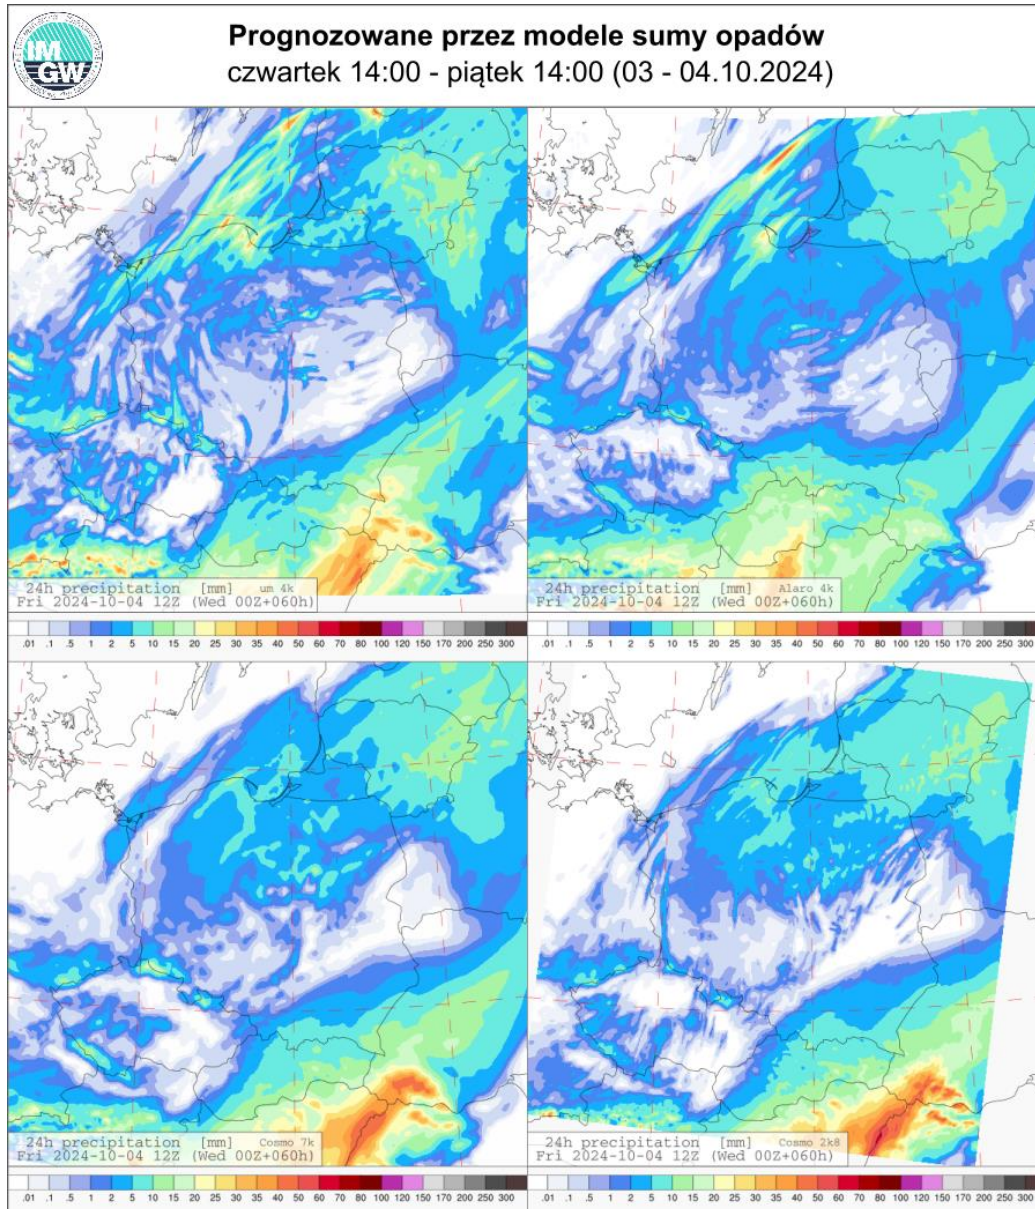 IM
GW
Prognozowane przez modele sumy opadów
czwartek 14:00 - piątek 14:00 (03 - 04.10.2024)
24h precipitation [mm] um 4k
Fri 2024-10-04 12Z (Wed 00Z+060h)
.01 .1 .5 1 2 5 10 15 20 25 30 35 40 50 60 70 80 100 120 150 170 200 250 300
24h precipitation [mm] Alaro 4k
Fri 2024-10-04 12Z (Wed 00Z+060h)
.01 .1 .5 1 2 5 10 15 20 25 30 35 40 50 60 70 80 100 120 150 170 200 250 300
24h precipitation [mm] Cosmo 7k
Fri 2024-10-04 12Z (Wed 00Z+060h)
.01 .1 .5 1 2 5 10 15 20 25 30 35 40 50 60 70 80 100 120 150 170 200 250 300
24h precipitation [mm] Cosmo 2k8
Fri 2024-10-04 12Z (Wed 00Z+060h)
.01 .1 .5 1 2 5 10 15 20 25 30 35 40 50 60 70 80 100 120 150 170 200 250 300